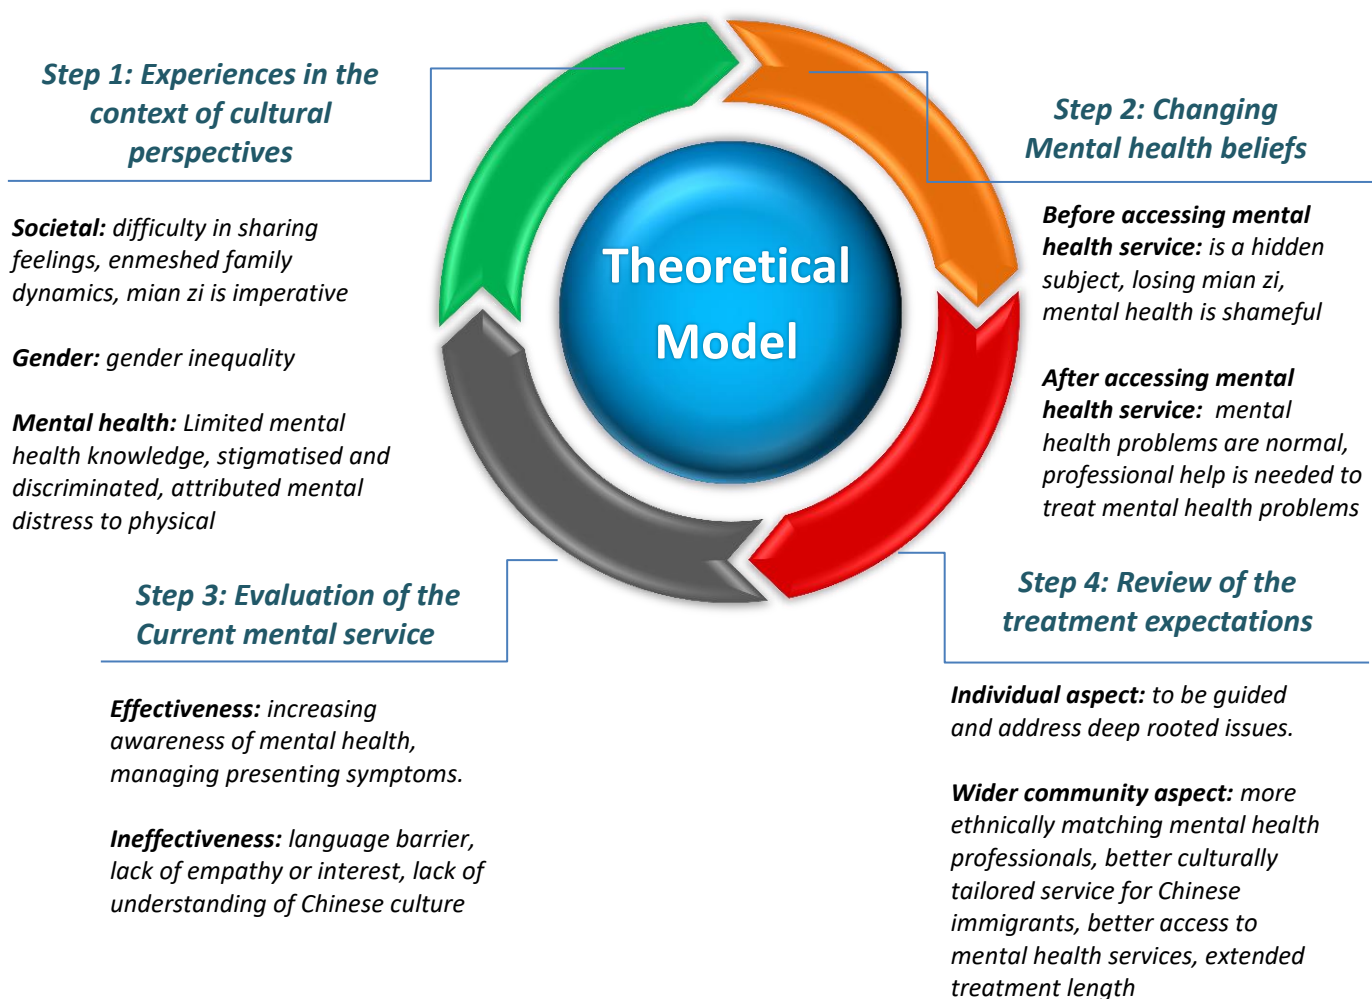 Step 1: Experiences in the
context of cultural
perspectives
Societal: difficulty in sharing
feelings, enmeshed family
dynamics, mian zi is imperative
Gender: gender inequality
Mental health: Limited mental
health knowledge, stigmatised and
discriminated, attributed mental
distress to physical
Theoretical
Model
Step 2: Changing
Mental health beliefs
Before accessing mental
health service: is a hidden
subject, losing mian zi,
mental health is shameful
After accessing mental
health service: mental
health problems are normal,
professional help is needed to
treat mental health problems
Step 3: Evaluation of the
Current mental service
Effectiveness: increasing
awareness of mental health,
managing presenting symptoms.
Ineffectiveness: language barrier,
lack of empathy or interest, lack of
understanding of Chinese culture
Step 4: Review of the
treatment expectations
Individual aspect: to be guided
and address deep rooted issues.
Wider community aspect: more
ethnically matching mental health
professionals, better culturally
tailored service for Chinese
immigrants, better access to
mental health services, extended
treatment length